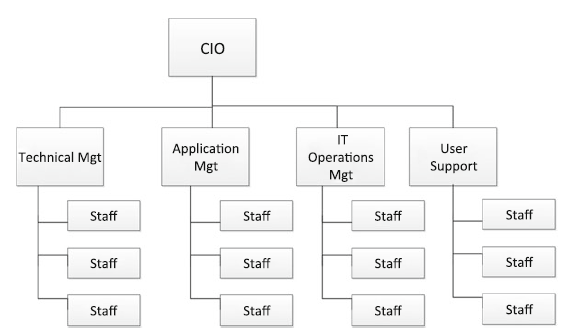 CIO
Technical Mgt
Application
Mgt
IT
Operations
Mgt
User
Support
Staff
Staff
Staff
Staff
Staff
Staff
Staff
Staff
Staff
Staff
Staff
Staff